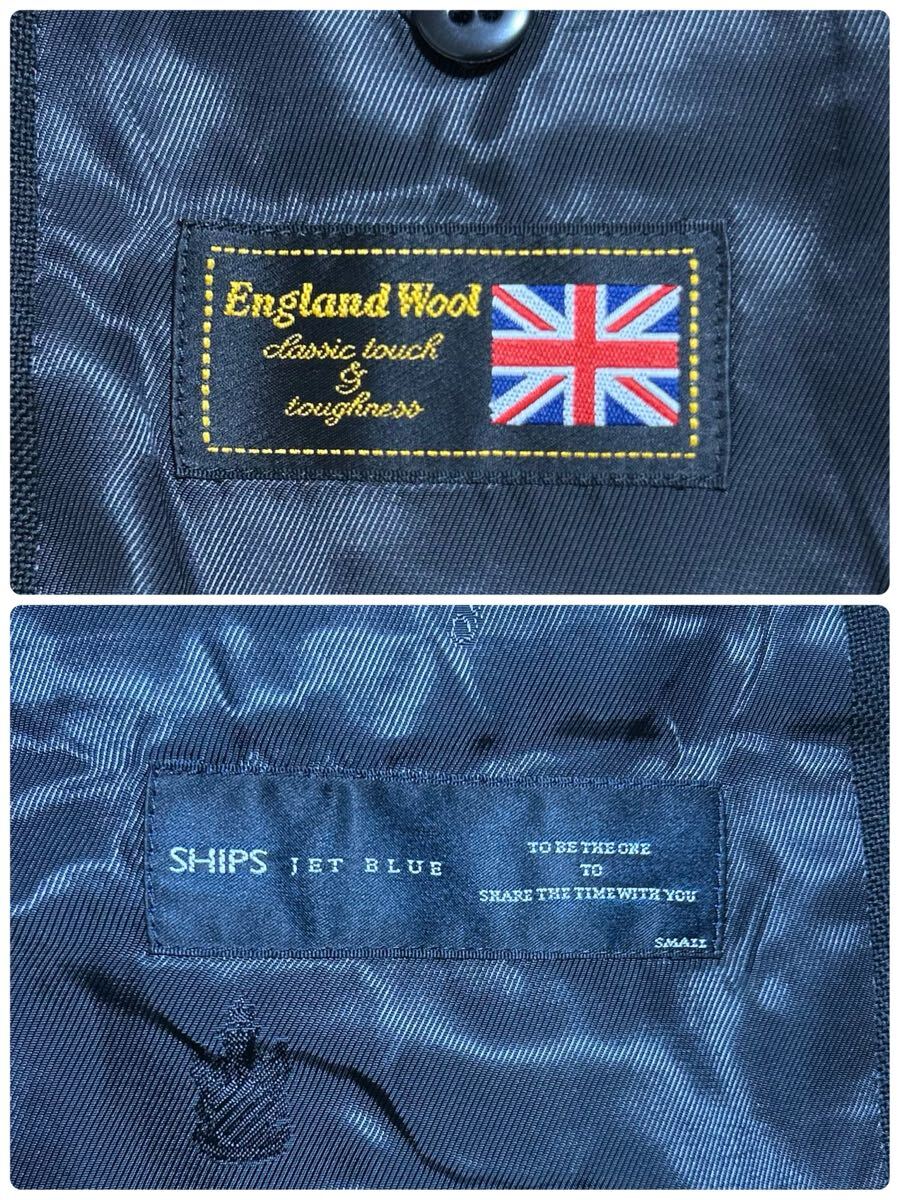 England Wool
classic touch
&
toughness
SHIPS JET BLUE
TO BE THE ONE
TO
SHARE THE TIME WITH YOU
SMALL